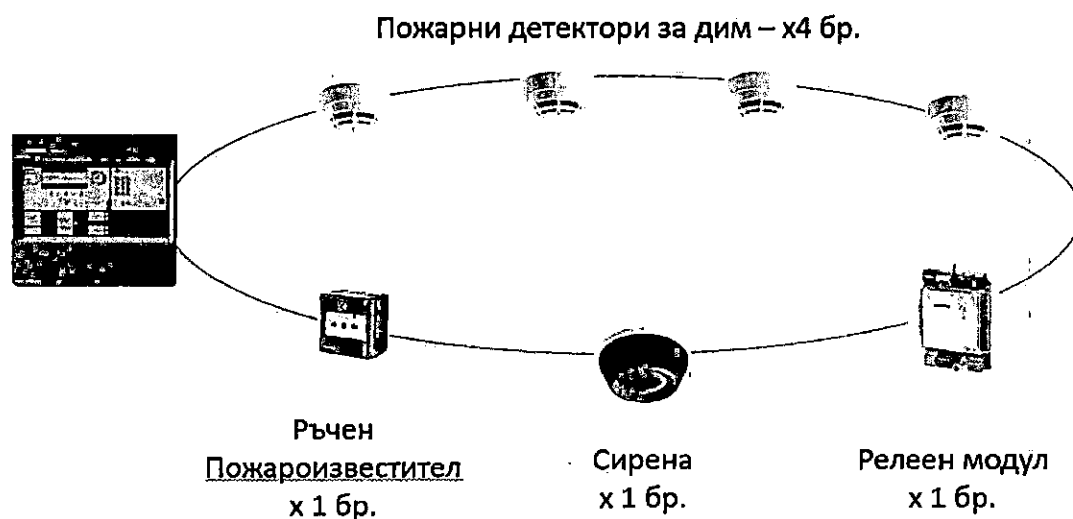 Пожарни детектори за дим – x4 бр.
Ръчен
Пожароизвестител
x 1 бр.
Сирена
x 1 бр.
Релеен модул
x 1 бр.